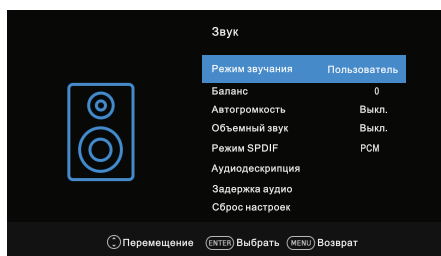 Звук
Режим звучания Пользователь
Баланс 0
Автогромкость Выкл.
Объемный звук Выкл.
Режим SPDIF PCM
Аудиодескрипция
Задержка аудио
Сброс настроек
Перемещение ENTER Выбрать MENU Возврат